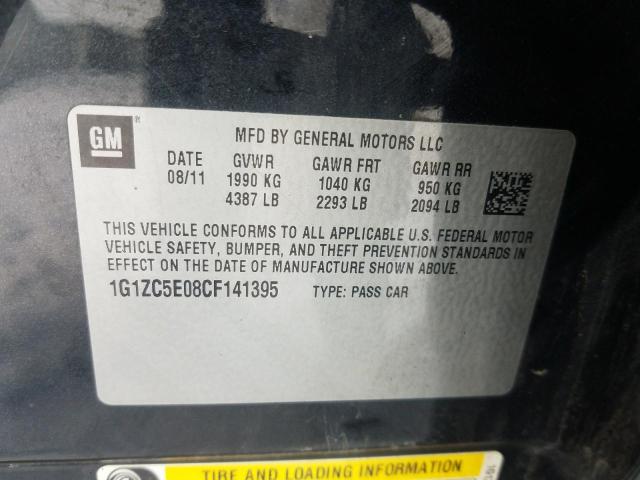 GM ®
MFD BY GENERAL MOTORS LLC
DATE GVWR GAWR FRT GAWR RR
08/11 1990 KG 1040 KG 950 KG
4387 LB 2293 LB 2094 LB
THIS VEHICLE CONFORMS TO ALL APPLICABLE U.S. FEDERAL MOTOR
VEHICLE SAFETY, BUMPER, AND THEFT PREVENTION STANDARDS IN
EFFECT ON THE DATE OF MANUFACTURE SHOWN ABOVE.
1G1ZC5E08CF141395 TYPE: PASS CAR
TIRE AND LOADING INFORMATION